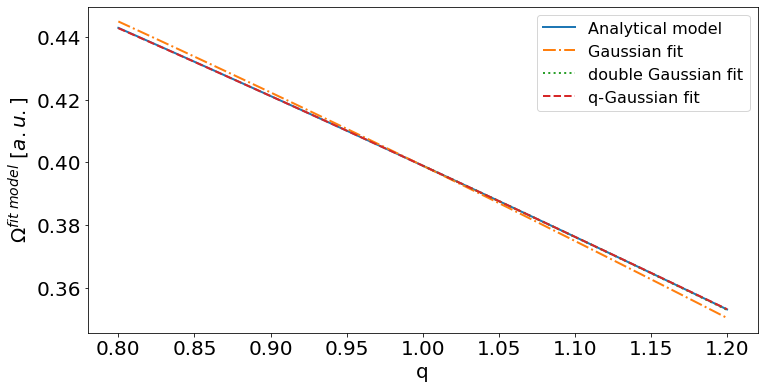 Ω^{fit model} [a.u.]
0.44
0.42
0.40
0.38
0.36
0.80 0.85 0.90 0.95 1.00 1.05 1.10 1.15 1.20
q
Analytical model
Gaussian fit
double Gaussian fit
q-Gaussian fit